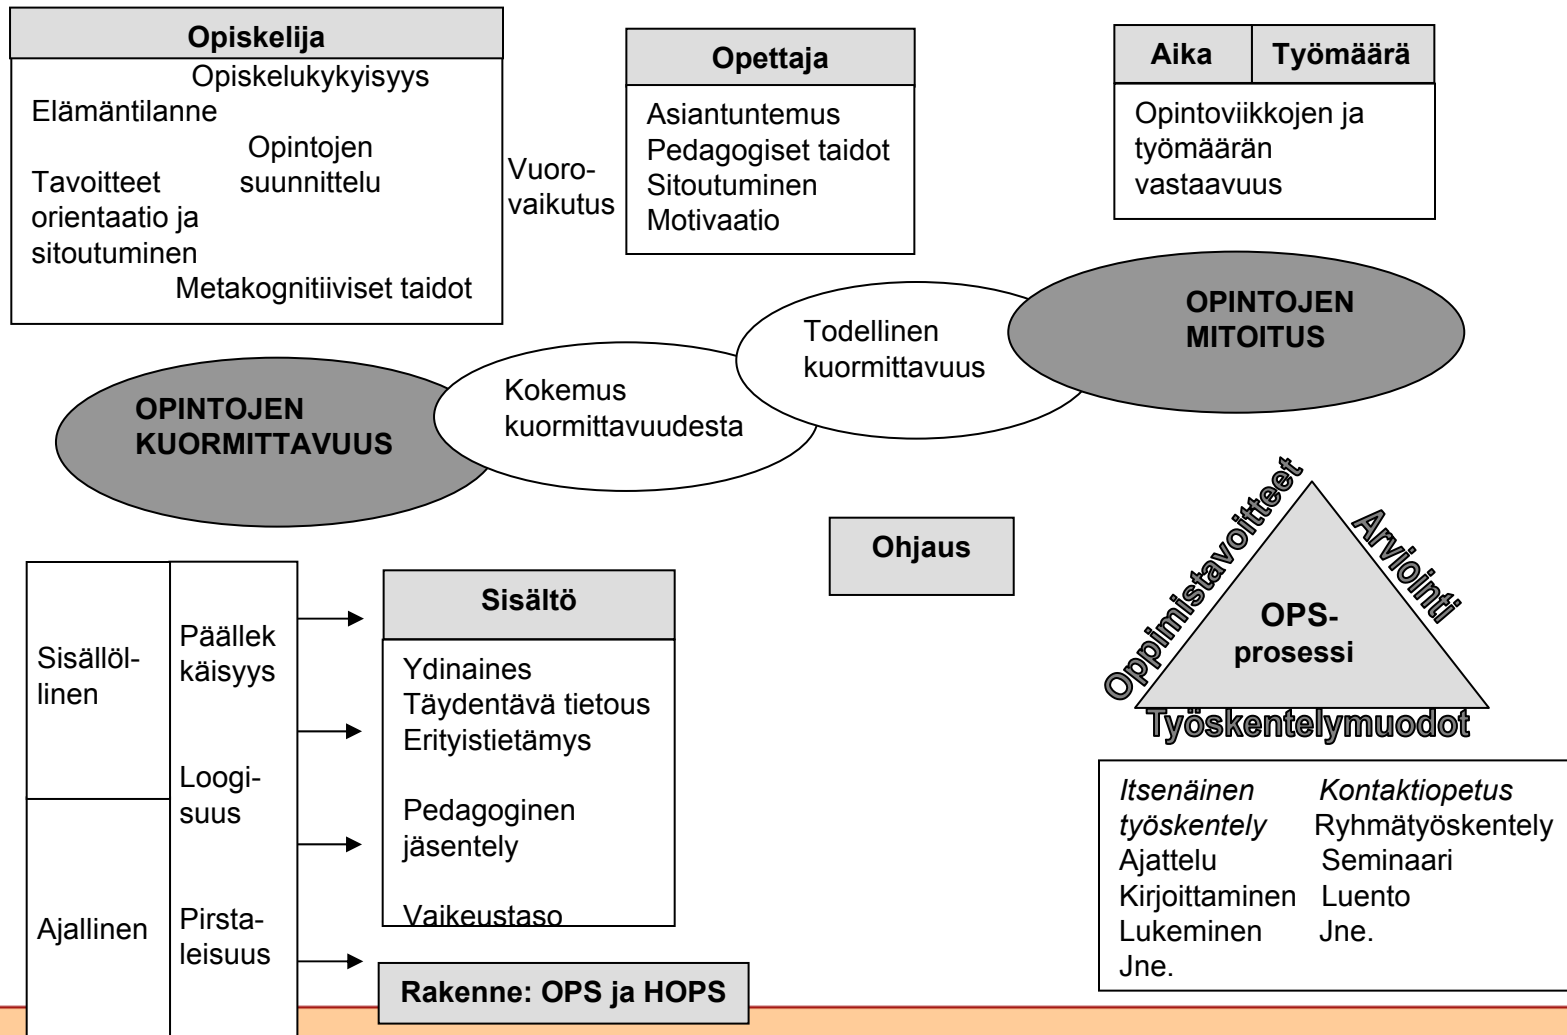 Opiskelija
Opiskelukykyisyys
Elämäntilanne
Opintojen
suunnittelu
Tavoitteet
orientaatio ja
sitoutuminen
Metakognitiiviset taidot
Vuoro-
vaikutus
Opettaja
Asiantuntemus
Pedagogiset taidot
Sitoutuminen
Motivaatio
Aika
Työmäärä
Opintoviikkojen ja
työmäärän
vastaavuus
OPINTOJEN
KUORMITTAVUUS
Kokemus
kuormittavuudesta
Todellinen
kuormittavuus
OPINTOJEN
MITOITUS
Sisällöl-
linen
Ajallinen
Päällek
käisyys
Loogi-
suus
Pirsta-
leisuus
Sisältö
Ydinaines
Täydentävä tietous
Erityistietämys
Pedagoginen
jäsentely
Vaikeustaso
Rakenne: OPS ja HOPS
Ohjaus
Oppimistavoitteet
Arviointi
OPS-
prosessi
Työskentelymuodot
Itsenäinen
työskentely
Ajattelu
Kirjoittaminen
Lukeminen
Jne.
Kontaktiopetus
Ryhmätyöskentely
Seminaari
Luento
Jne.